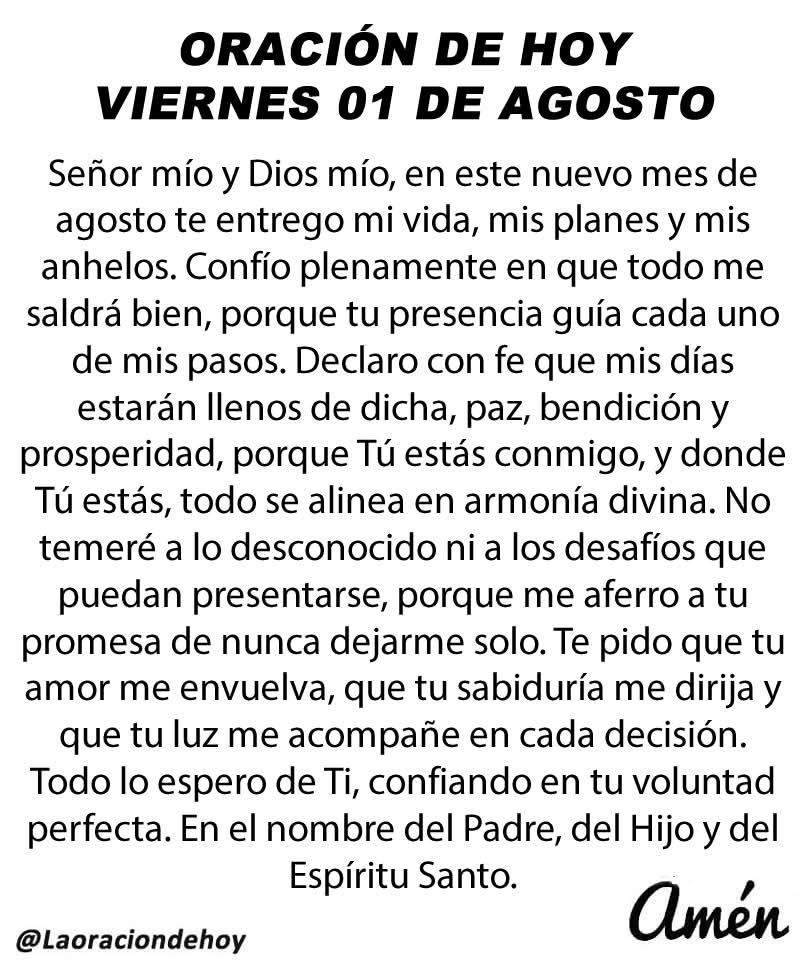 ORACIÓN DE HOY
VIERNES 01 DE AGOSTO
Señor mío y Dios mío, en este nuevo mes de
agosto te entrego mi vida, mis planes y mis
anhelos. Confío plenamente en que todo me
saldrá bien, porque tu presencia guía cada uno
de mis pasos. Declaro con fe que mis días
estarán llenos de dicha, paz, bendición y
prosperidad, porque Tú estás conmigo, y donde
Tú estás, todo se alinea en armonía divina. No
temeré a lo desconocido ni a los desafíos que
puedan presentarse, porque me aferro a tu
promesa de nunca dejarme solo. Te pido que tu
amor me envuelva, que tu sabiduría me dirija y
que tu luz me acompañe en cada decisión.
Todo lo espero de Ti, confiando en tu voluntad
perfecta. En el nombre del Padre, del Hijo y del
Espíritu Santo.
Amén
@Laoraciondehoy